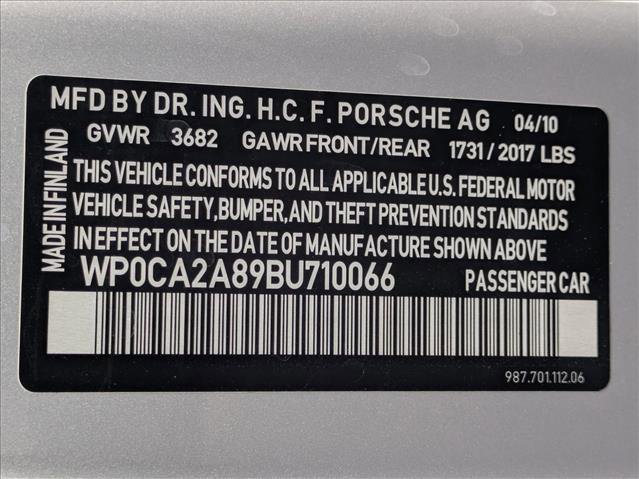 MFD BY DR. ING. H.C. F. PORSCHE AG 04/10
GVWR 3682 GAWR FRONT/REAR 1731/2017 LBS
THIS VEHICLE CONFORMS TO ALL APPLICABLE U.S. FEDERAL MOTOR
VEHICLE SAFETY, BUMPER, AND THEFT PREVENTION STANDARDS
IN EFFECT ON THE DATE OF MANUFACTURE SHOWN ABOVE
WP0CA2A89BU710066 PASSENGER CAR
MADE IN FINLAND
987.701.112.06